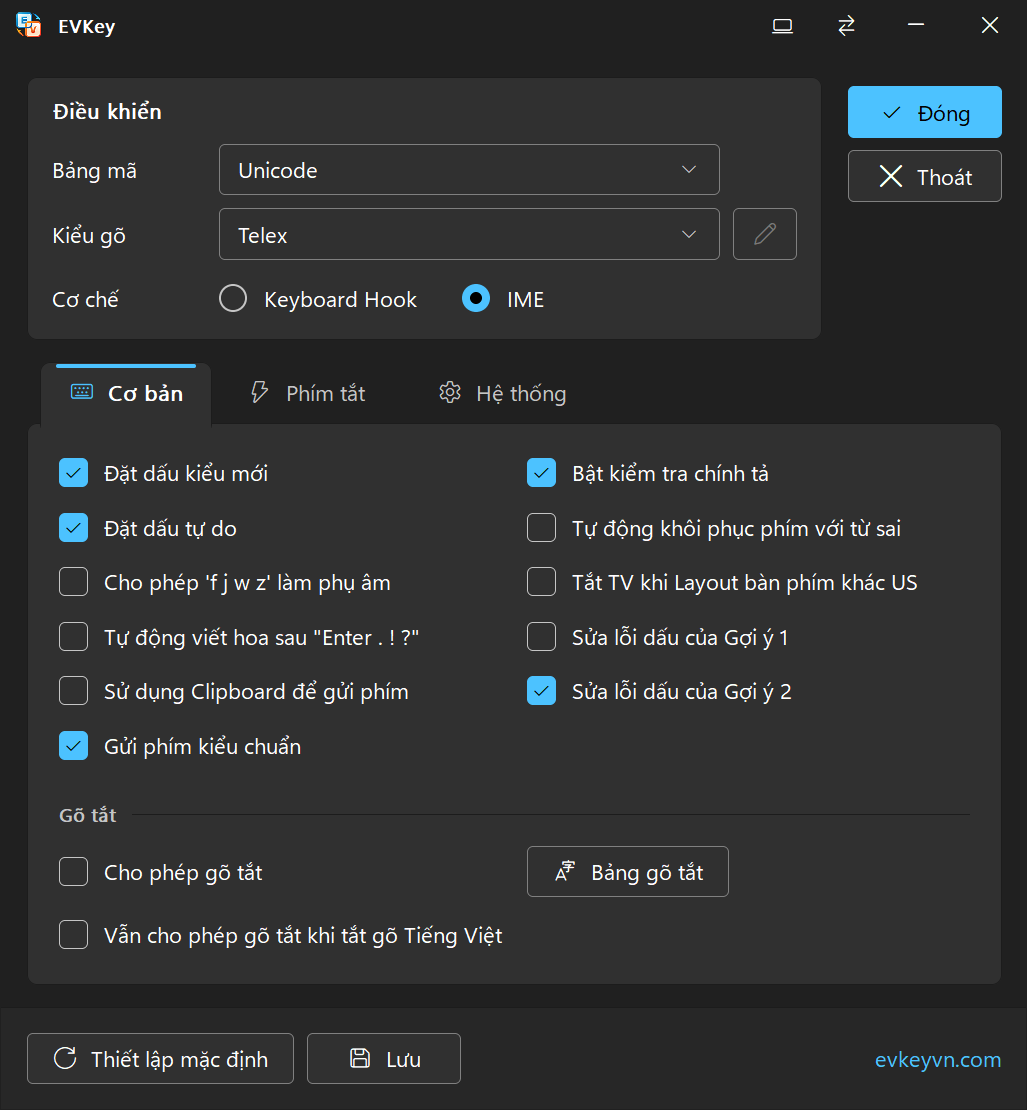 EVKey
Điều khiển
Đóng
Bảng mã
Unicode
Thoát
Kiểu gõ
Telex
Cơ chế
Keyboard Hook
IME
Cơ bản
Phím tắt
Hệ thống
Đặt dấu kiểu mới
Bật kiểm tra chính tả
Đặt dấu tự do
Tự động khôi phục phím với từ sai
Cho phép 'f j w z' làm phụ âm
Tắt TV khi Layout bàn phím khác US
Tự động viết hoa sau "Enter . ! ?"
Sửa lỗi dấu của Gợi ý 1
Sử dụng Clipboard để gửi phím
Sửa lỗi dấu của Gợi ý 2
Gửi phím kiểu chuẩn
Gõ tắt
Cho phép gõ tắt
Bảng gõ tắt
Vẫn cho phép gõ tắt khi tắt gõ Tiếng Việt
Thiết lập mặc định
Lưu
evkeyvn.com